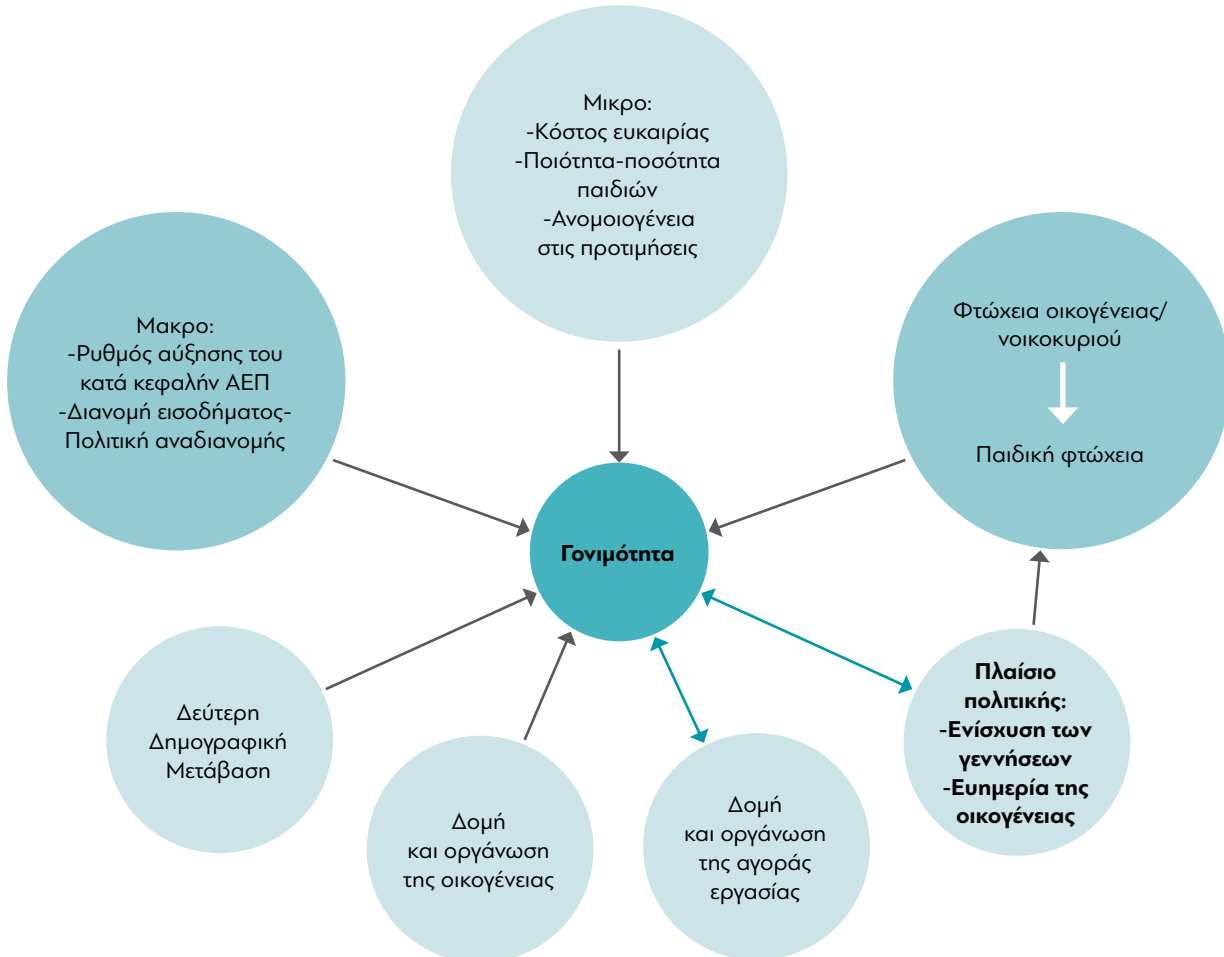 Μικρο:
-Κόστος ευκαιρίας
-Ποιότητα-ποσότητα
παιδιών
-Ανομοιογένεια
στις προτιμήσεις
Μακρο:
-Ρυθμός αύξησης του
κατά κεφαλήν ΑΕΠ
-Διανομή εισοδήματος-
Πολιτική αναδιανομής
Φτώχεια οικογένειας/
νοικοκυριού
Παιδική φτώχεια
Γονιμότητα
Δεύτερη
Δημογραφική
Μετάβαση
Δομή
και οργάνωση
της οικογένειας
Δομή
και οργάνωση
της αγοράς
εργασίας
Πλαίσιο
πολιτικής:
-Ενίσχυση των
γεννήσεων
-Ευημερία της
οικογένειας